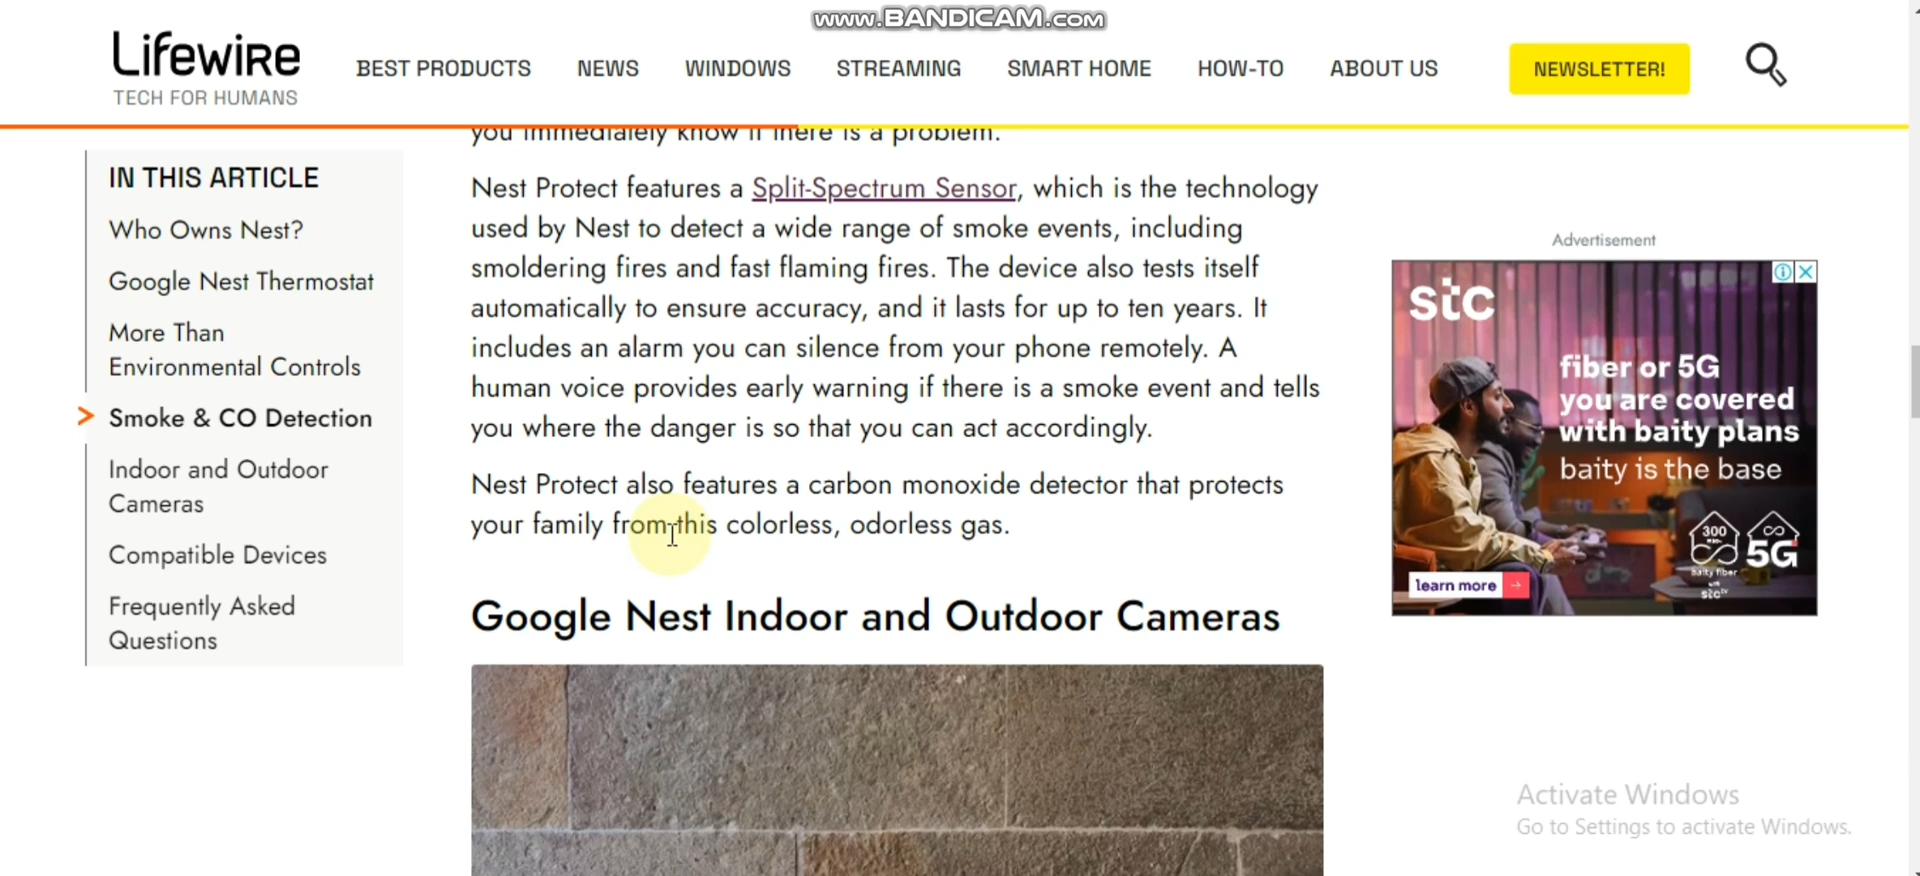 www.BANDICAM.com
Lifewire
TECH FOR HUMANS
BEST PRODUCTS
NEWS
WINDOWS
STREAMING
SMART HOME
HOW-TO
ABOUT US
NEWSLETTER!
IN THIS ARTICLE
Who Owns Nest?
Google Nest Thermostat
More Than
Environmental Controls
Smoke & CO Detection
Indoor and Outdoor
Cameras
Compatible Devices
Frequently Asked
Questions
you immediately know if there is a problem.
Nest Protect features a Split-Spectrum Sensor, which is the technology
used by Nest to detect a wide range of smoke events, including
smoldering fires and fast flaming fires. The device also tests itself
automatically to ensure accuracy, and it lasts for up to ten years. It
includes an alarm you can silence from your phone remotely. A
human voice provides early warning if there is a smoke event and tells
you where the danger is so that you can act accordingly.
Nest Protect also features a carbon monoxide detector that protects
your family from this colorless, odorless gas.
Google Nest Indoor and Outdoor Cameras
Advertisement
stc
fiber or 5G
you are covered
with baity plans
baity is the base
300
5G
baity fiber
stctv
learn more
Activate Windows
Go to Settings to activate Windows.